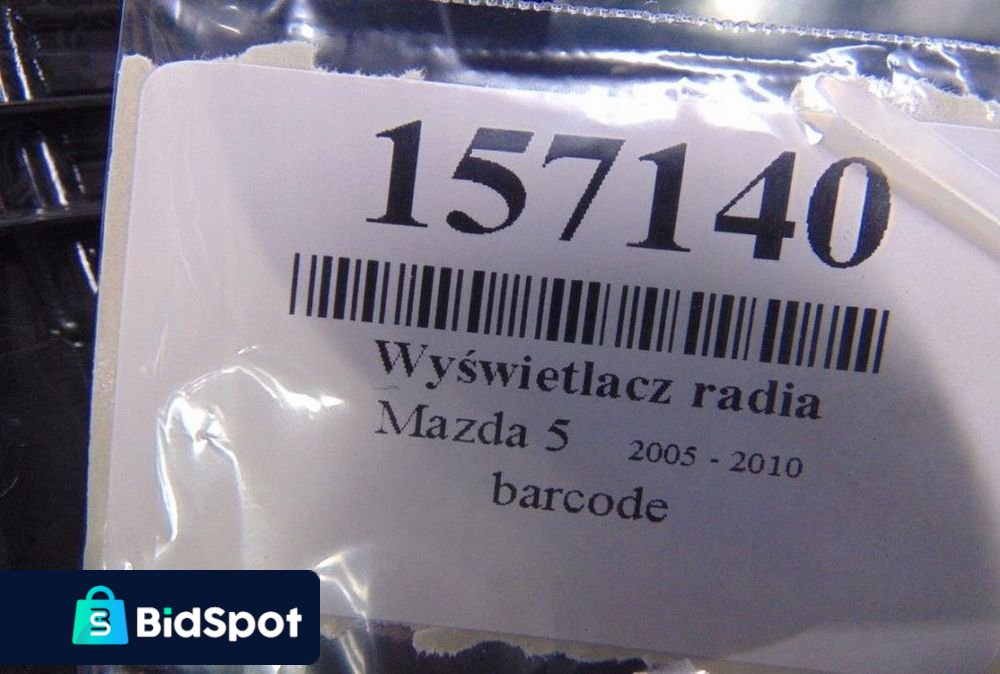 157140
Wyświetlacz radia
Mazda 5 2005 - 2010
barcode
BidSpot